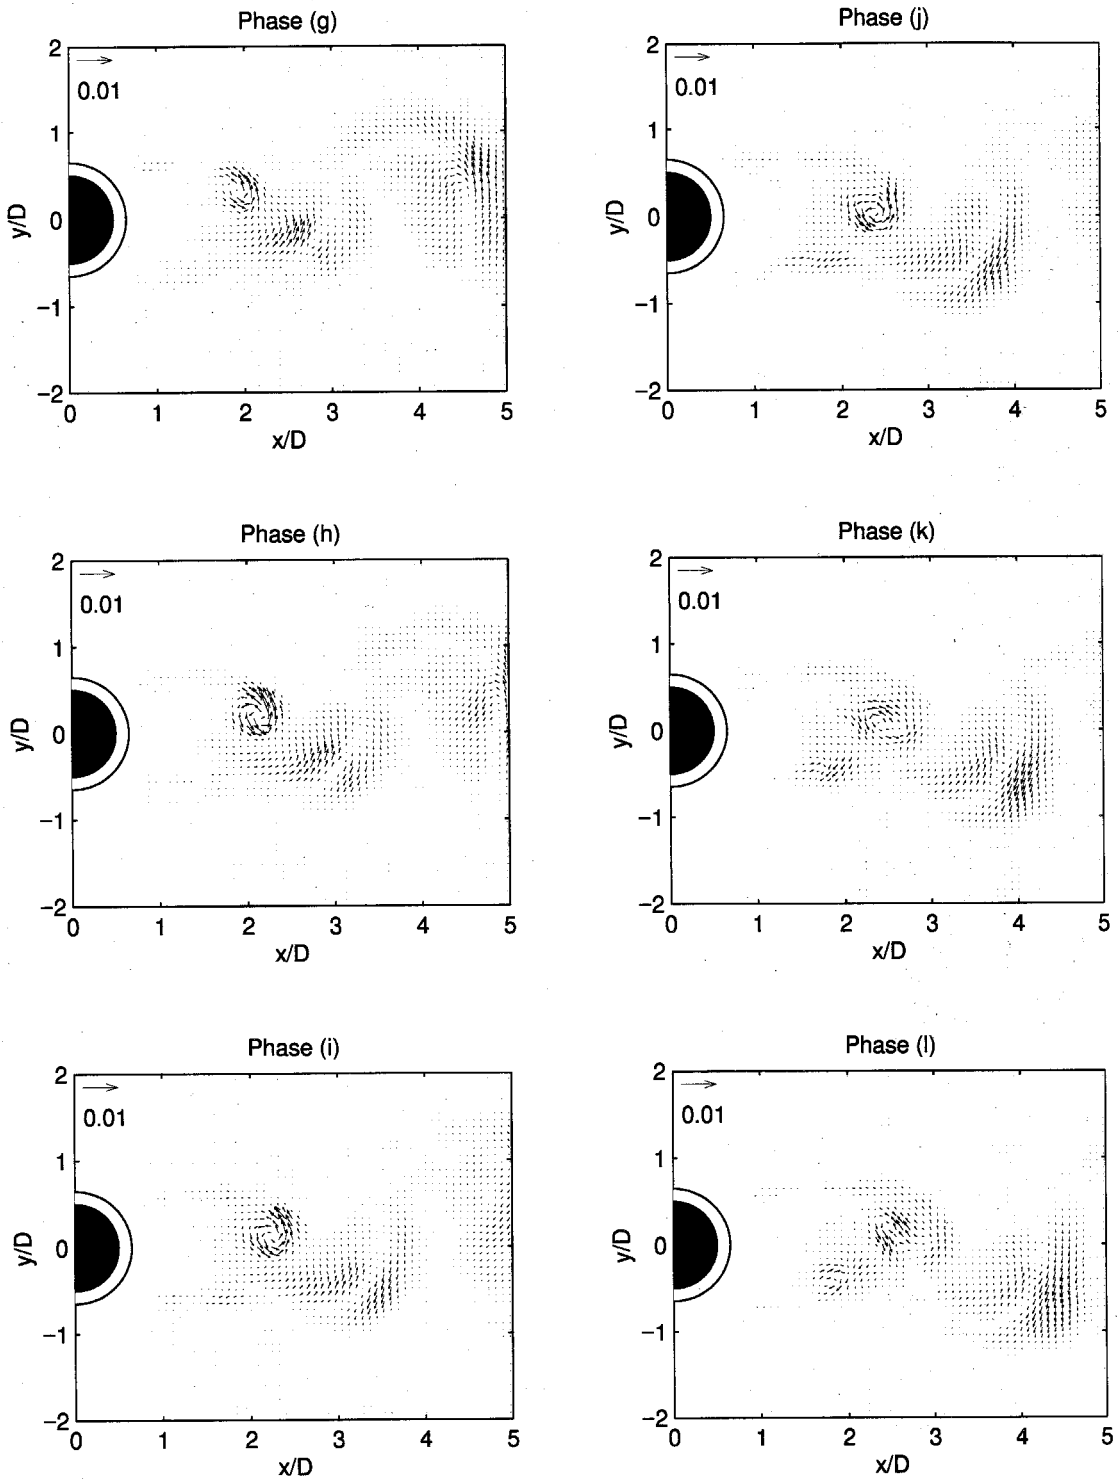 Phase (g)
2
0.01
1
y/D
0
−1
−2
0 1 2 3 4 5
x/D
Phase (j)
2
0.01
1
y/D
0
−1
−2
0 1 2 3 4 5
x/D
Phase (h)
2
0.01
1
y/D
0
−1
−2
0 1 2 3 4 5
x/D
Phase (k)
2
0.01
1
y/D
0
−1
−2
0 1 2 3 4 5
x/D
Phase (i)
2
0.01
1
y/D
0
−1
−2
0 1 2 3 4 5
x/D
Phase (l)
2
0.01
1
y/D
0
−1
−2
0 1 2 3 4 5
x/D